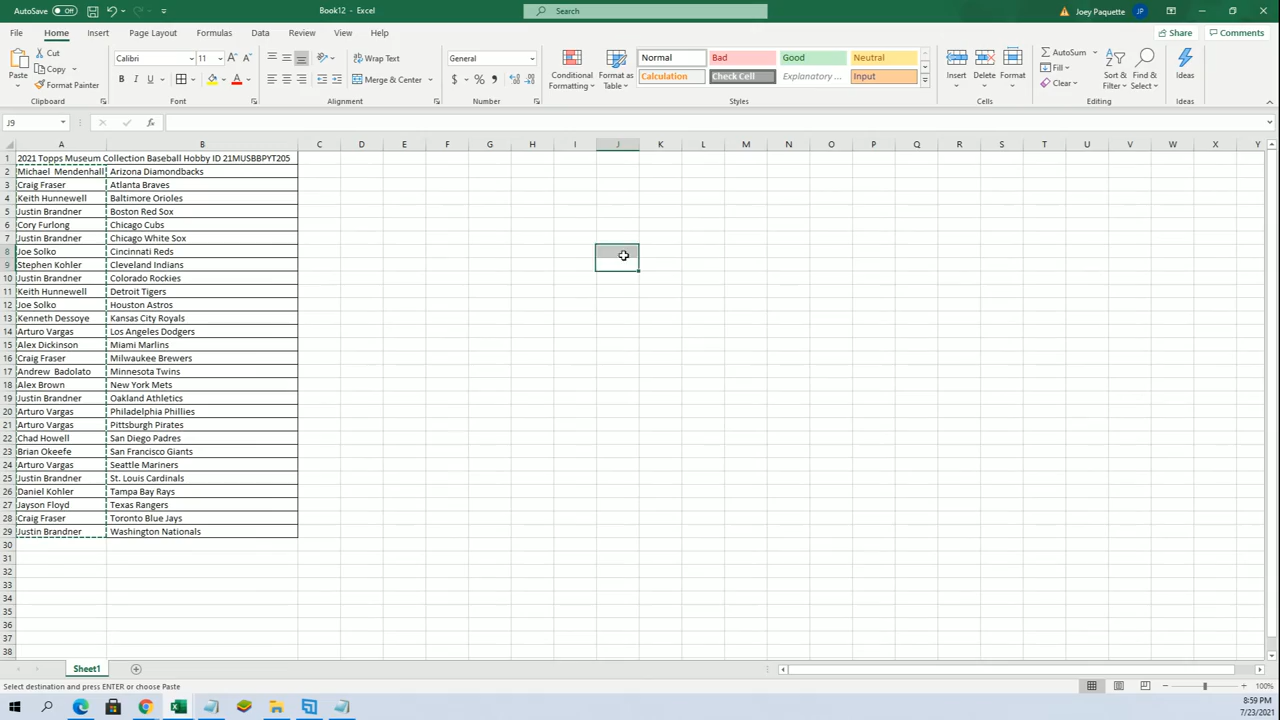 AutoSave Off Book12 - Excel Search Joey Paquette JP
File Home Insert Page Layout Formulas Data Review View Help Share Comments
Paste Cut Copy Format Painter
Calibri 11 B I U A
Wrap Text Merge & Center
General $ % 9
Conditional Formatting Format as Table
Normal Bad Good Neutral
Calculation Check Cell Explanatory ... Input
Insert Delete Format
AutoSum Fill Clear Sort & Filter Find & Select Ideas
Clipboard Font Alignment Number Styles Cells Editing Ideas
J9 fx
A B C D E F G H I J K L M N O P Q R S T U V W X Y
1 2021 Topps Museum Collection Baseball Hobby ID 21MUSBBPYT205
2 Michael Mendenhall Arizona Diamondbacks
3 Craig Fraser Atlanta Braves
4 Keith Hunnewell Baltimore Orioles
5 Justin Brandner Boston Red Sox
6 Cory Furlong Chicago Cubs
7 Justin Brandner Chicago White Sox
8 Joe Solko Cincinnati Reds
9 Stephen Kohler Cleveland Indians
10 Justin Brandner Colorado Rockies
11 Keith Hunnewell Detroit Tigers
12 Joe Solko Houston Astros
13 Kenneth Dessoye Kansas City Royals
14 Arturo Vargas Los Angeles Dodgers
15 Alex Dickinson Miami Marlins
16 Craig Fraser Milwaukee Brewers
17 Andrew Badolato Minnesota Twins
18 Alex Brown New York Mets
19 Justin Brandner Oakland Athletics
20 Arturo Vargas Philadelphia Phillies
21 Arturo Vargas Pittsburgh Pirates
22 Chad Howell San Diego Padres
23 Brian Okeefe San Francisco Giants
24 Arturo Vargas Seattle Mariners
25 Justin Brandner St. Louis Cardinals
26 Daniel Kohler Tampa Bay Rays
27 Jayson Floyd Texas Rangers
28 Craig Fraser Toronto Blue Jays
29 Justin Brandner Washington Nationals
30
31
32
33
34
35
36
37
38
Sheet1
Select destination and press ENTER or choose Paste 100%
8:59 PM
7/23/2021